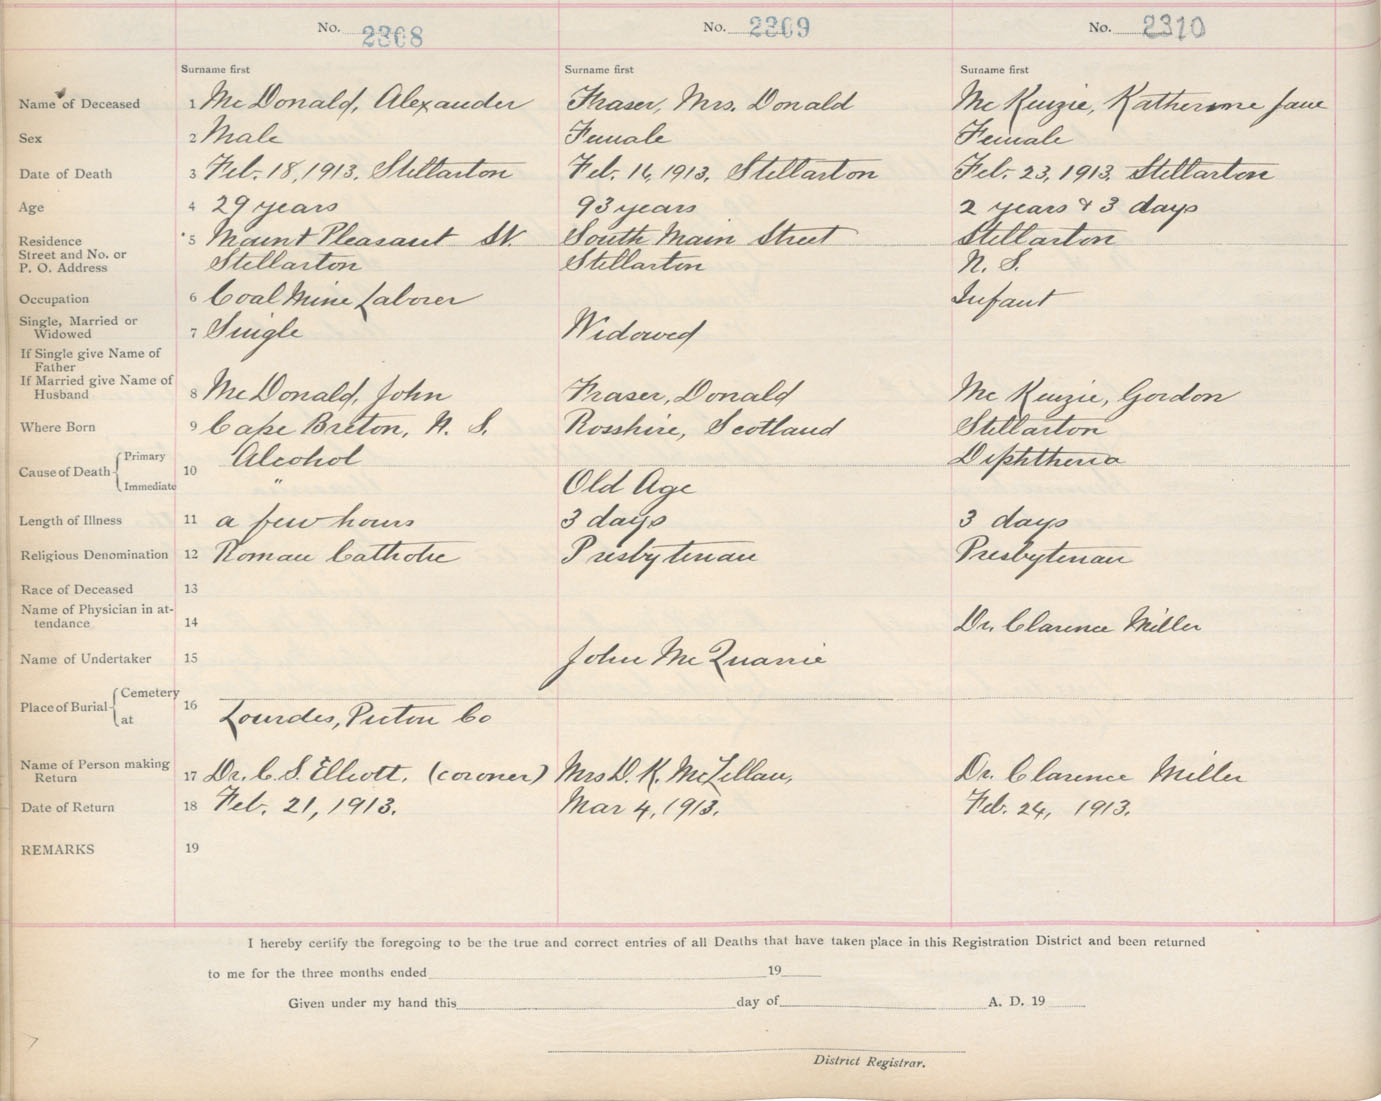 No. 2308 No. 2309 No. 2310
Surname first Surname first Surname first
Name of Deceased 1 Mc Donald, Alexander Fraser, Mrs. Donald Mc Kenzie, Katherine Jane
Sex 2 Male Female Female
Date of Death 3 Feb. 18, 1913. Stellarton Feb. 16, 1913. Stellarton Feb. 23, 1913. Stellarton
Age 4 29 years 93 years 2 years & 3 days
Residence 5 Mount Pleasant St. South Main Street Stellarton
Street and No. or
P. O. Address Stellarton Stellarton N. S.
Occupation 6 Coal Mine Laborer Infant
Single, Married or
Widowed 7 Single Widowed
If Single give Name of
Father
If Married give Name of
Husband 8 Mc Donald, John Fraser, Donald Mc Kenzie, Gordon
Where Born 9 Cape Breton, N. S. Rosshire, Scotland Stellarton
Primary Alcohol Diphtheria
Cause of Death 10
Immediate " Old Age
Length of Illness 11 a few hours 3 days 3 days
Religious Denomination 12 Roman Catholic Presbyterian Presbyterian
Race of Deceased 13
Name of Physician in at-
tendance 14 Dr. Clarence Miller
Name of Undertaker 15 John Mc Quarrie
Cemetery
Place of Burial 16
at Lourdes, Pictou Co
Name of Person making
Return 17 Dr. C. S. Elliott. (coroner) Mrs D. K. McLellan, Dr. Clarence Miller
Date of Return 18 Feb. 21, 1913. Mar 4, 1913. Feb. 24, 1913.
REMARKS 19
I hereby certify the foregoing to be the true and correct entries of all Deaths that have taken place in this Registration District and been returned
to me for the three months ended 19
Given under my hand this day of A. D. 19
District Registrar.